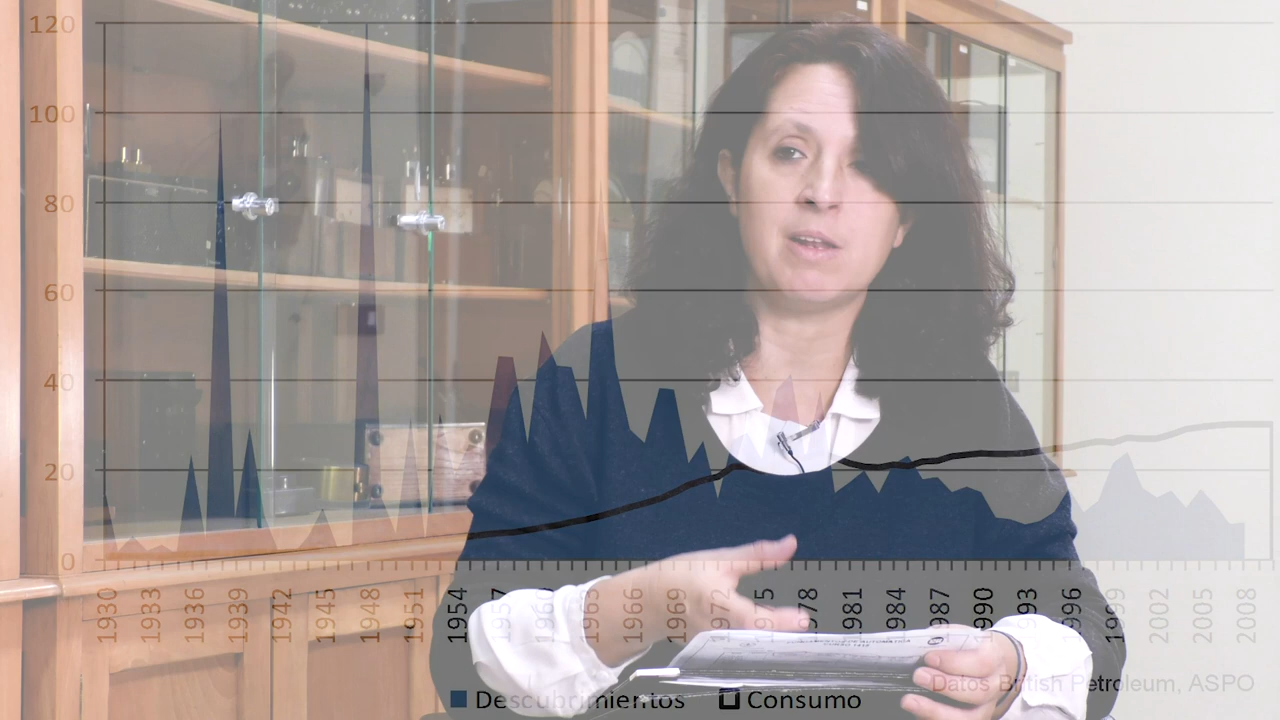 120
100
80
60
40
20
0
1930 1933 1936 1939 1942 1945 1948 1951 1954 1957 1960 1963 1966 1969 1972 1975 1978 1981 1984 1987 1990 1993 1996 1999 2002 2005 2008
Descubrimientos Consumo
Datos British Petroleum, ASPO